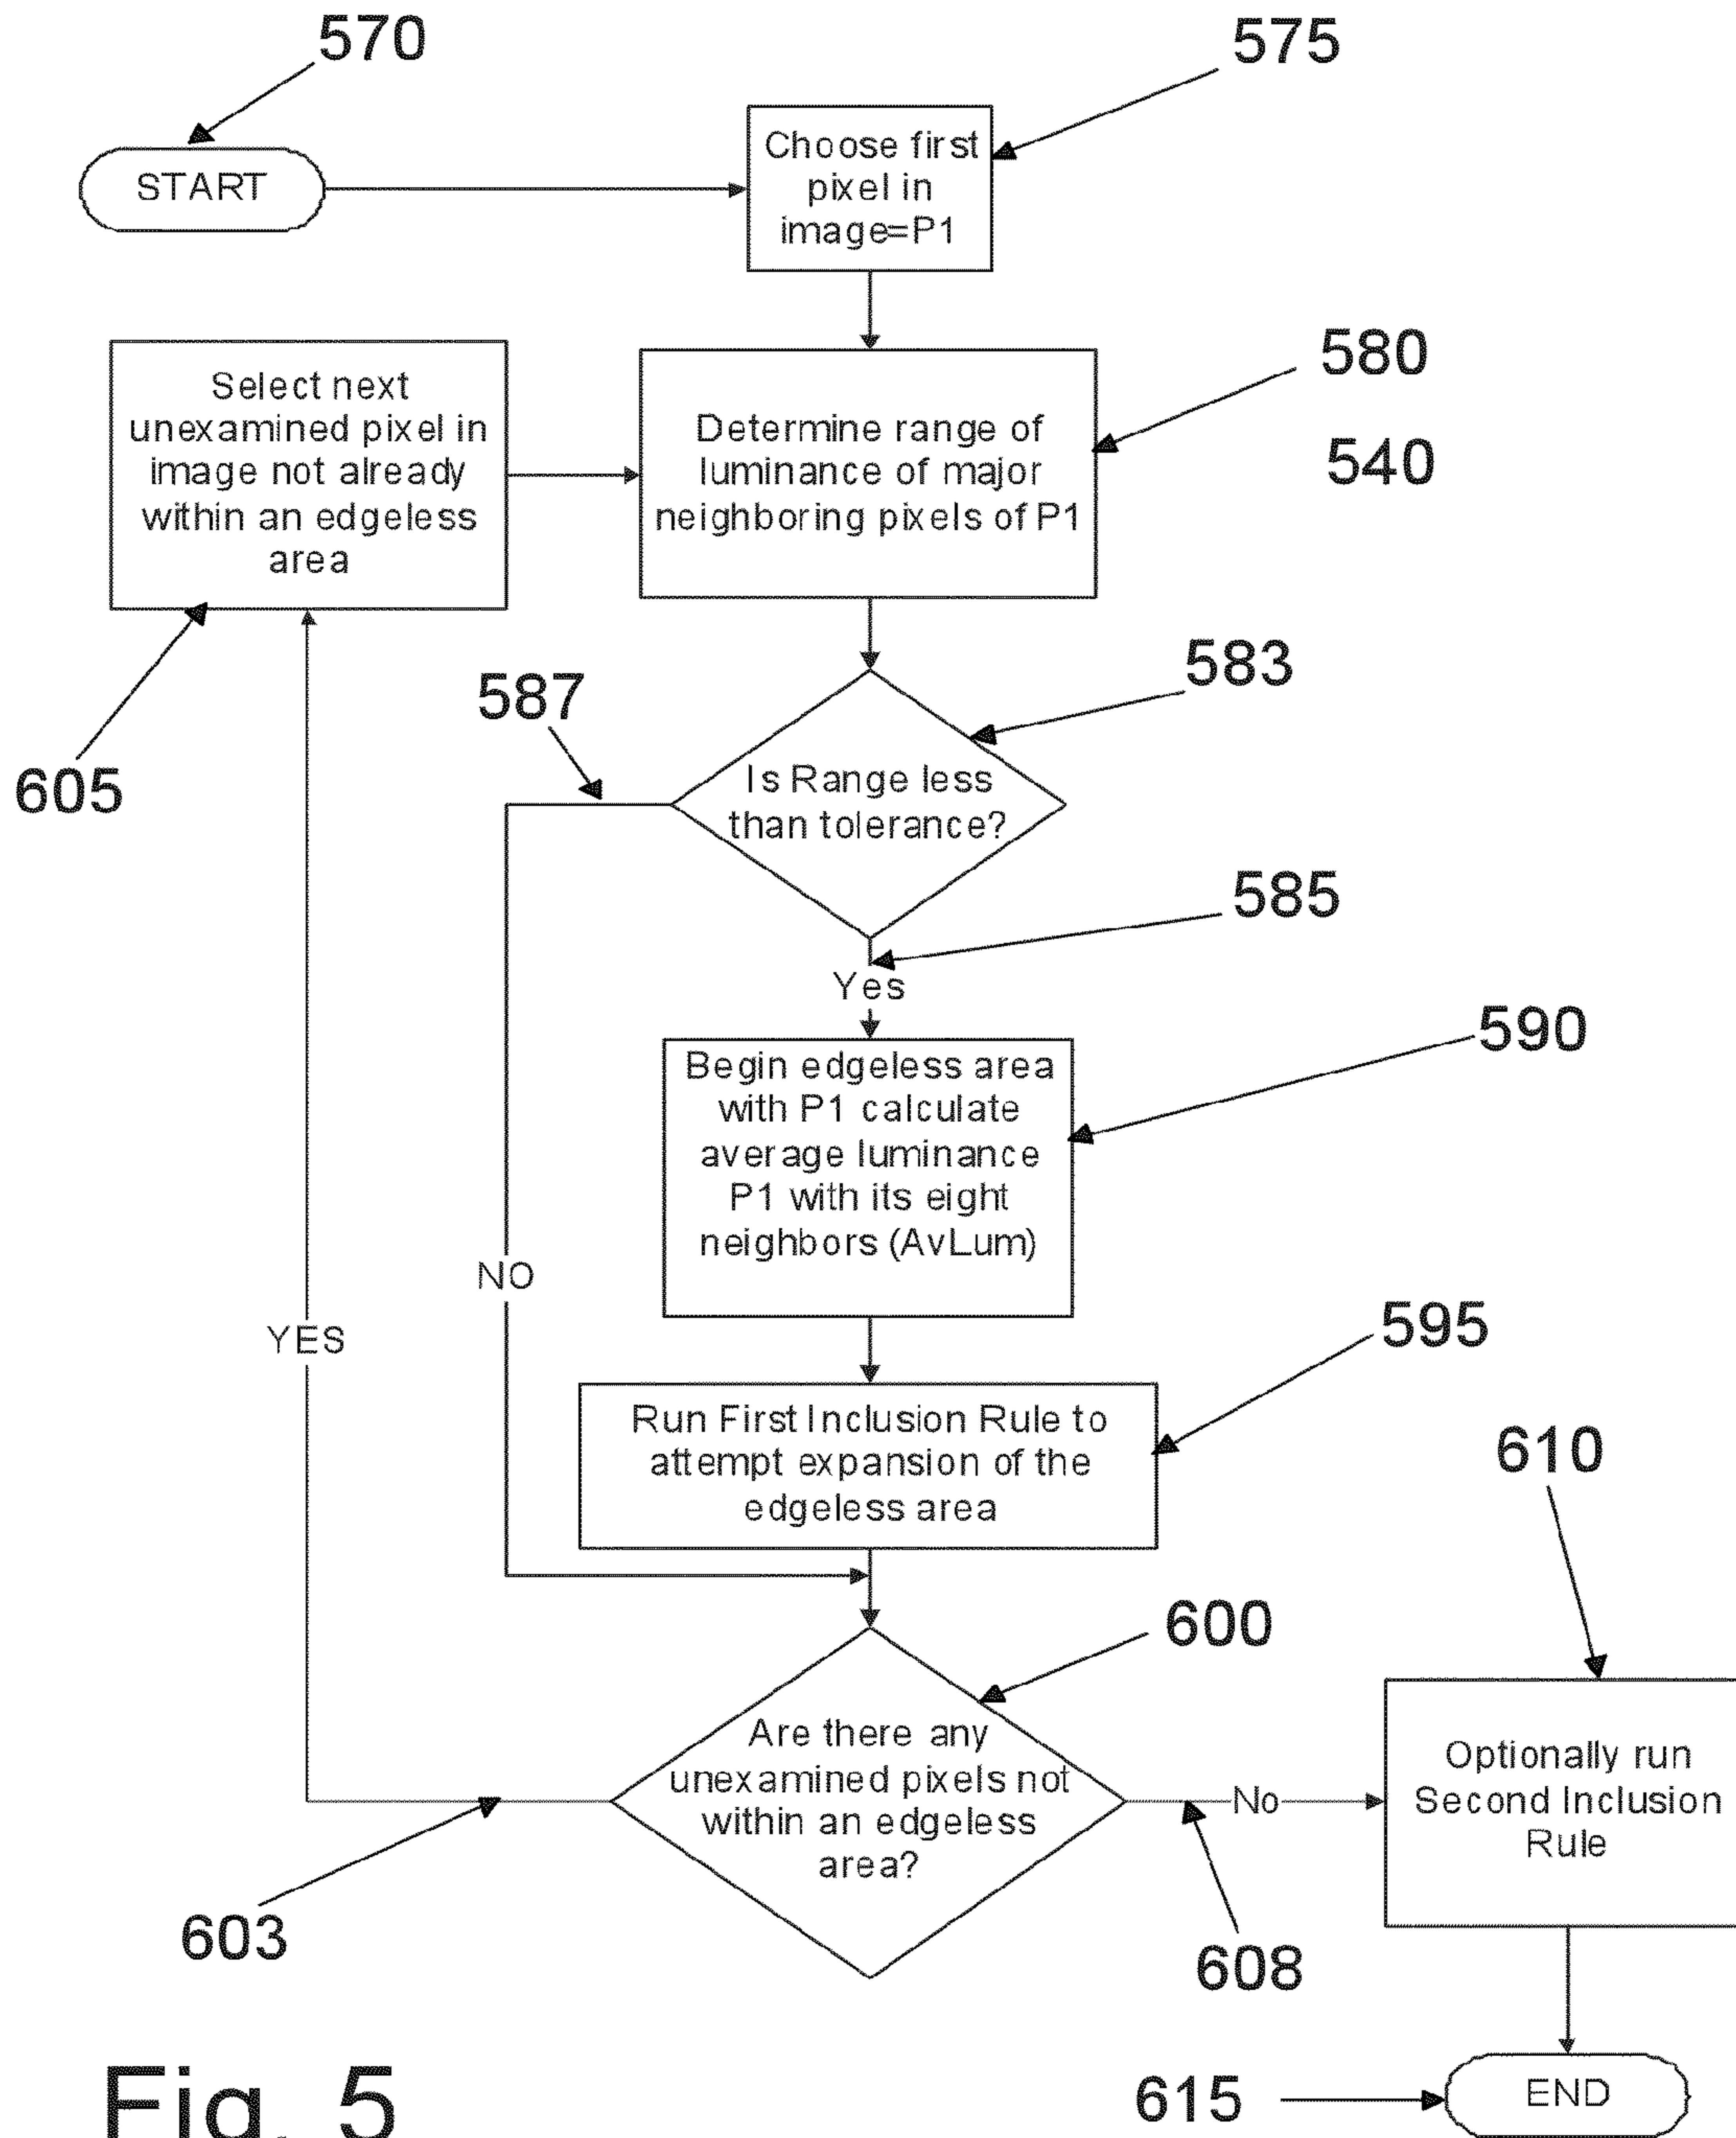 570
575
START
Choose first
pixel in
image=P1
580
540
Select next
unexamined pixel in
image not already
within an edgeless
area
Determine range of
luminance of major
neighboring pixels of P1
583
587
605
Is Range less
than tolerance?
585
Yes
590
Begin edgeless area
with P1 calculate
average luminance
P1 with its eight
neighbors (AvLum)
NO
YES
595
Run First Inclusion Rule to
attempt expansion of the
edgeless area
610
600
Are there any
unexamined pixels not
within an edgeless
area?
No
Optionally run
Second Inclusion
Rule
603
608
615
END
Fig. 5